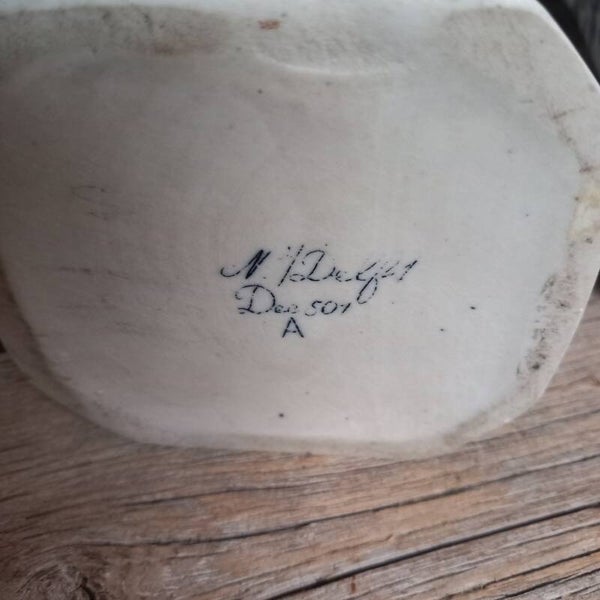 N. / Delft
Dec 501
A